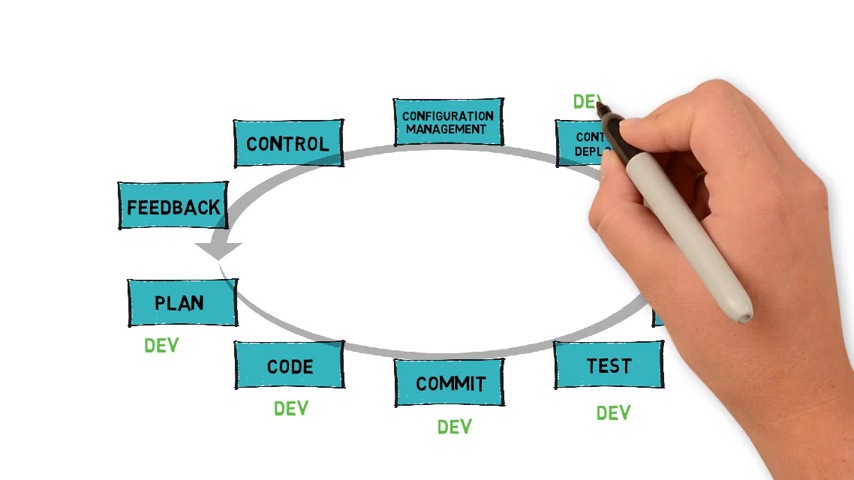 CONFIGURATION
MANAGEMENT
CONTROL
FEEDBACK
PLAN
DEV
CODE
DEV
COMMIT
DEV
TEST
DEV